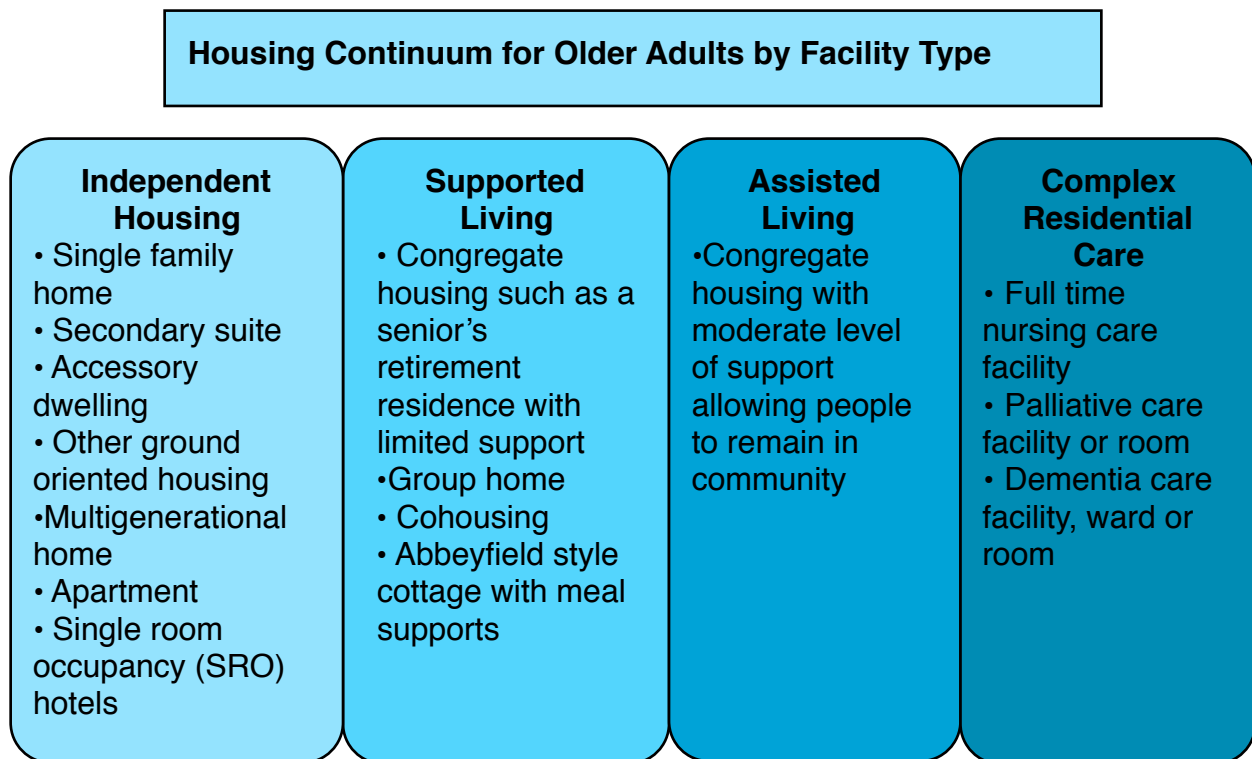 Housing Continuum for Older Adults by Facility Type
Independent
Housing
• Single family
home
• Secondary suite
• Accessory
dwelling
• Other ground
oriented housing
•Multigenerational
home
• Apartment
• Single room
occupancy (SRO)
hotels
Supported
Living
• Congregate
housing such as a
senior’s
retirement
residence with
limited support
•Group home
• Cohousing
• Abbeyfield style
cottage with meal
supports
Assisted
Living
•Congregate
housing with
moderate level
of support
allowing people
to remain in
community
Complex
Residential
Care
• Full time
nursing care
facility
• Palliative care
facility or room
• Dementia care
facility, ward or
room